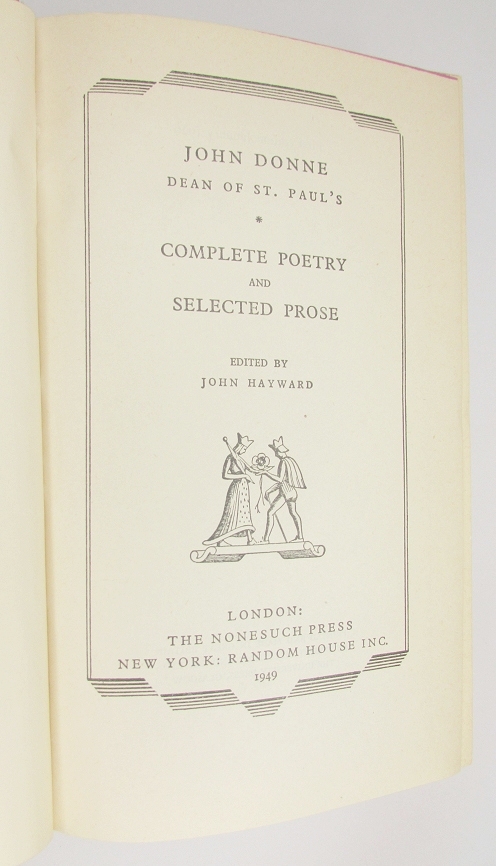 JOHN DONNE
DEAN OF ST. PAUL'S
*
COMPLETE POETRY
AND
SELECTED PROSE
EDITED BY
JOHN HAYWARD
LONDON:
THE NONESUCH PRESS
NEW YORK: RANDOM HOUSE INC.
1949